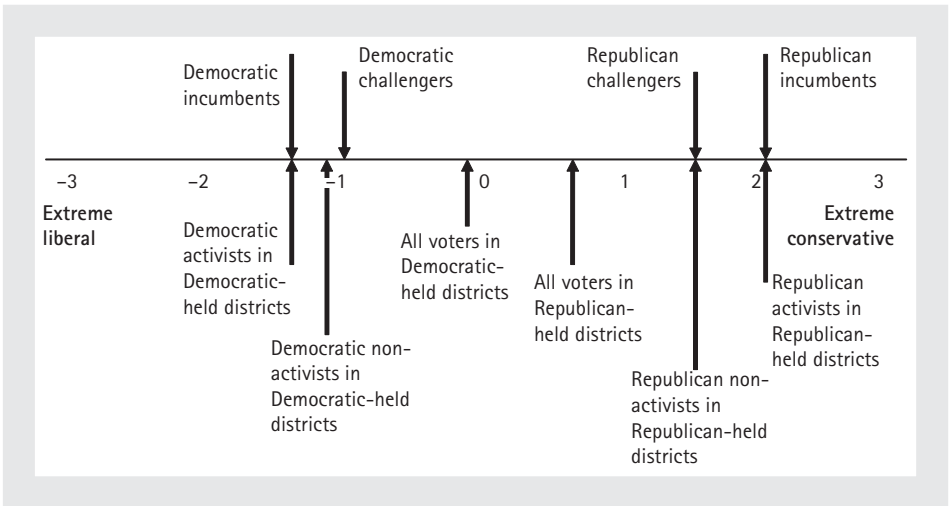 Democratic
incumbents
Democratic
challengers
Republican
challengers
Republican
incumbents
–3
–2
–1
0
1
2
3
Extreme
liberal
Extreme
conservative
Democratic
activists in
Democratic-
held districts
Democratic non-
activists in
Democratic-held
districts
All voters in
Democratic-
held districts
All voters in
Republican-
held districts
Republican non-
activists in
Republican-held
districts
Republican
activists in
Republican-
held districts